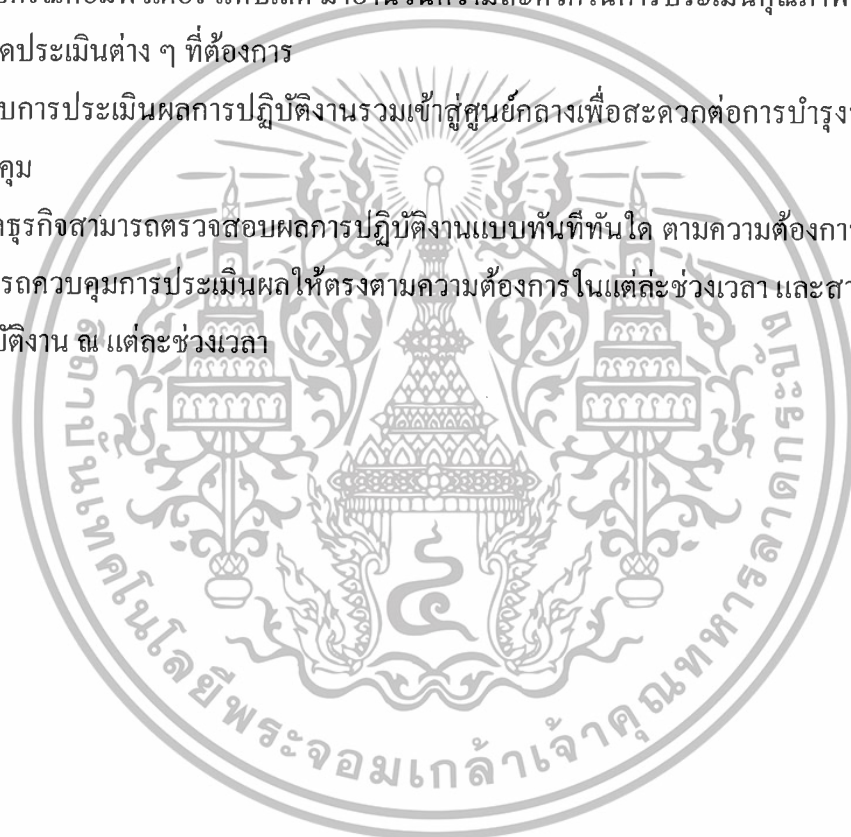 ดประเมินต่าง ๆ ที่ต้องการ
บการประเมินผลการปฏิบัติงานรวมเข้าสู่ศูนย์กลางเพื่อสะดวกต่อการบำรุง
คุม
ธุรกิจสามารถตรวจสอบผลการปฏิบัติงานแบบทันทีทันใด ตามความต้องกา
รถควบคุมการประเมินผลให้ตรงตามความต้องการในแต่ล่ะช่วงเวลา และสา
บัติงาน ณ แต่ละช่วงเวลา
สถาบันเทคโนโลยีพระจอมเกล้าเจ้าคุณทหารลาดกระบัง